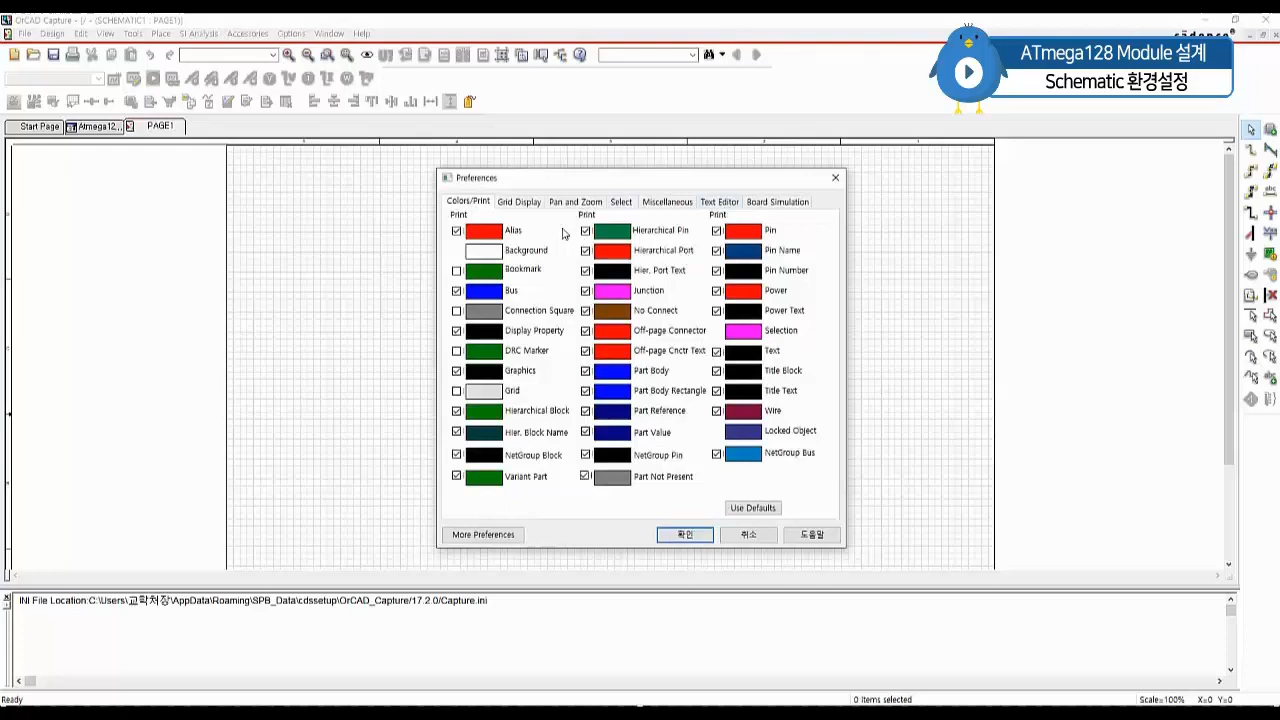 OrCAD Capture - [/ - (SCHEMATIC1 : PAGE1)]
File Design Edit View Tools Place SI Analysis Accessories Options Window Help
cādence
ATmega128 Module 설계
Schematic 환경설정
Start Page Atmega12... PAGE1
Preferences
Colors/Print Grid Display Pan and Zoom Select Miscellaneous Text Editor Board Simulation
Print Print Print
Alias Hierarchical Pin Pin
Background Hierarchical Port Pin Name
Bookmark Hier. Port Text Pin Number
Bus Junction Power
Connection Square No Connect Power Text
Display Property Off-page Connector Selection
DRC Marker Off-page Cnctr Text Text
Graphics Part Body Title Block
Grid Part Body Rectangle Title Text
Hierarchical Block Part Reference Wire
Hier. Block Name Part Value Locked Object
NetGroup Block NetGroup Pin NetGroup Bus
Variant Part Part Not Present
Use Defaults
More Preferences 확인 취소 도움말
INI File Location:C:\Users\교학처장\AppData\Roaming\SPB_Data\cdssetup\OrCAD_Capture/17.2.0/Capture.ini
Ready 0 items selected Scale=100% X=0 Y=0